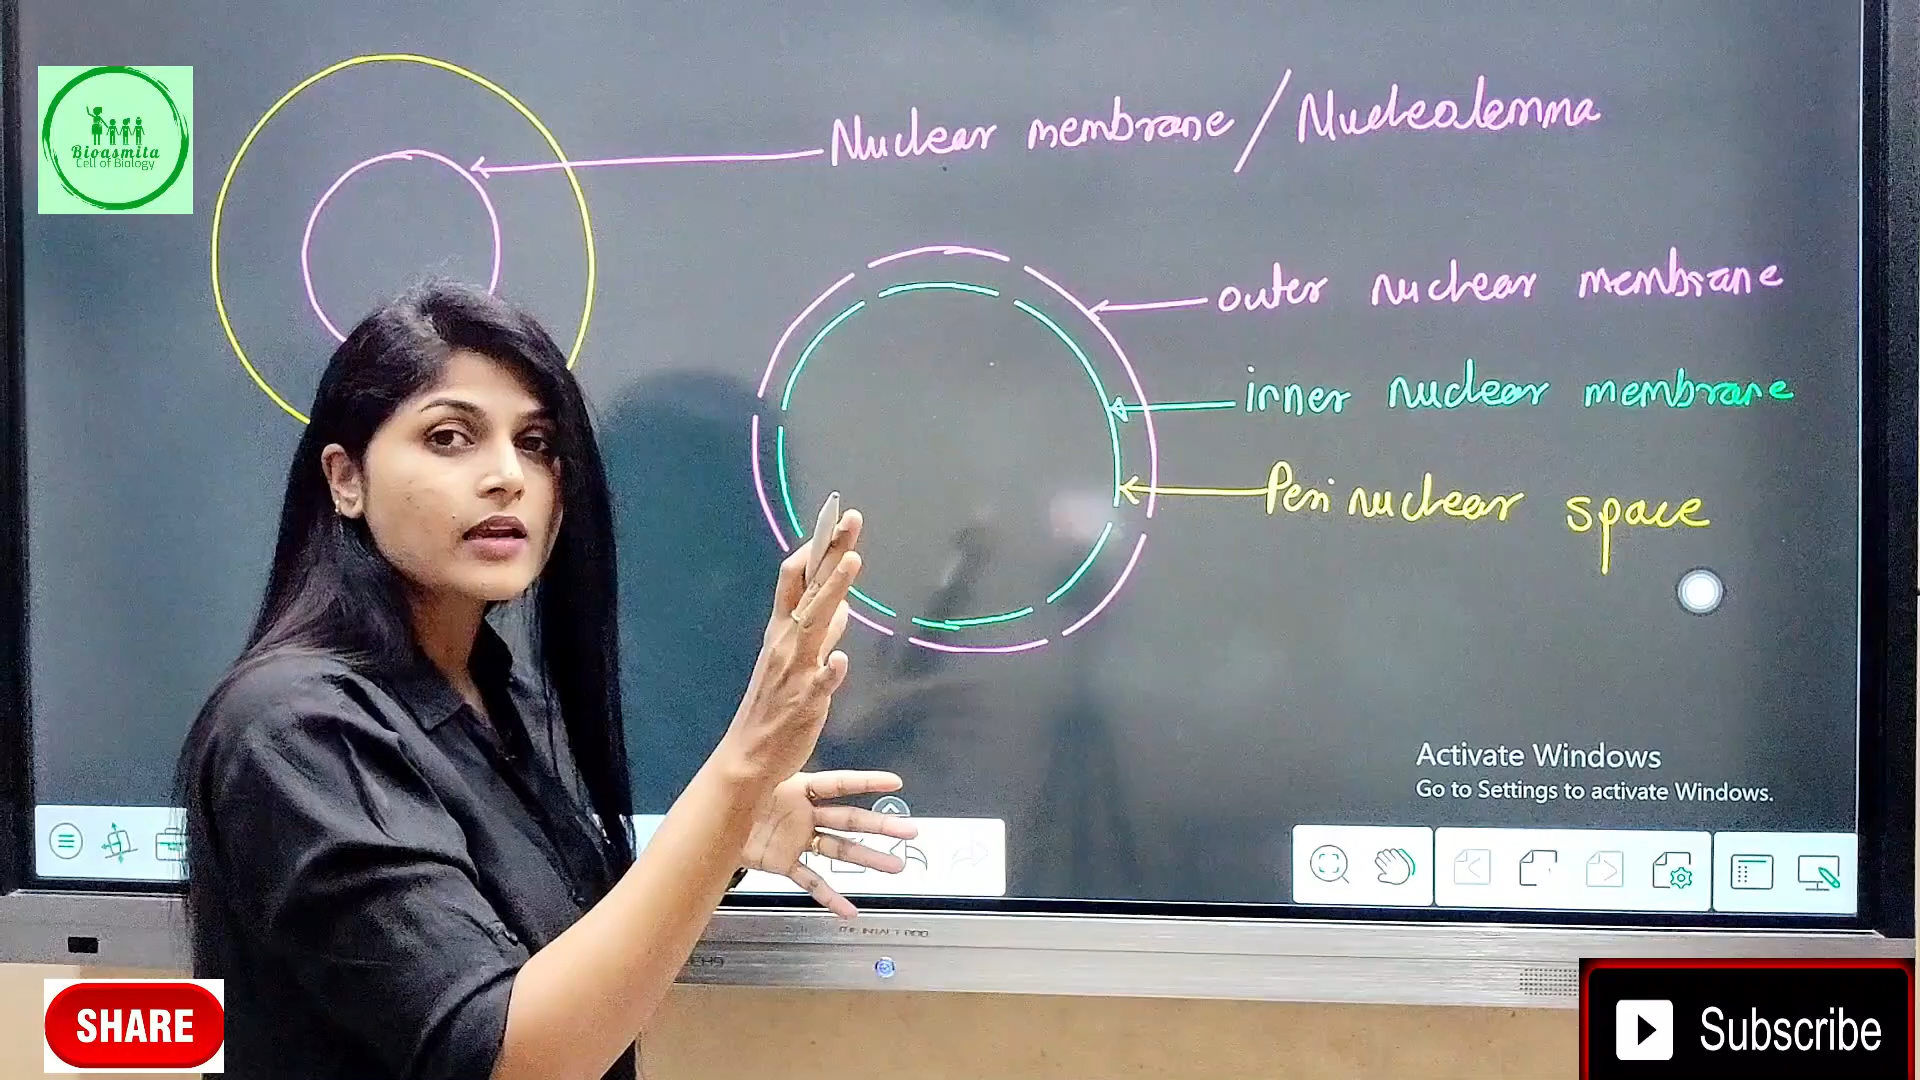 Bioasmita
Cell of Biology
Nuclear membrane / Nucleolemma
outer nuclear membrane
inner nuclear membrane
Peri nuclear space
Activate Windows
Go to Settings to activate Windows.
SHARE
Subscribe